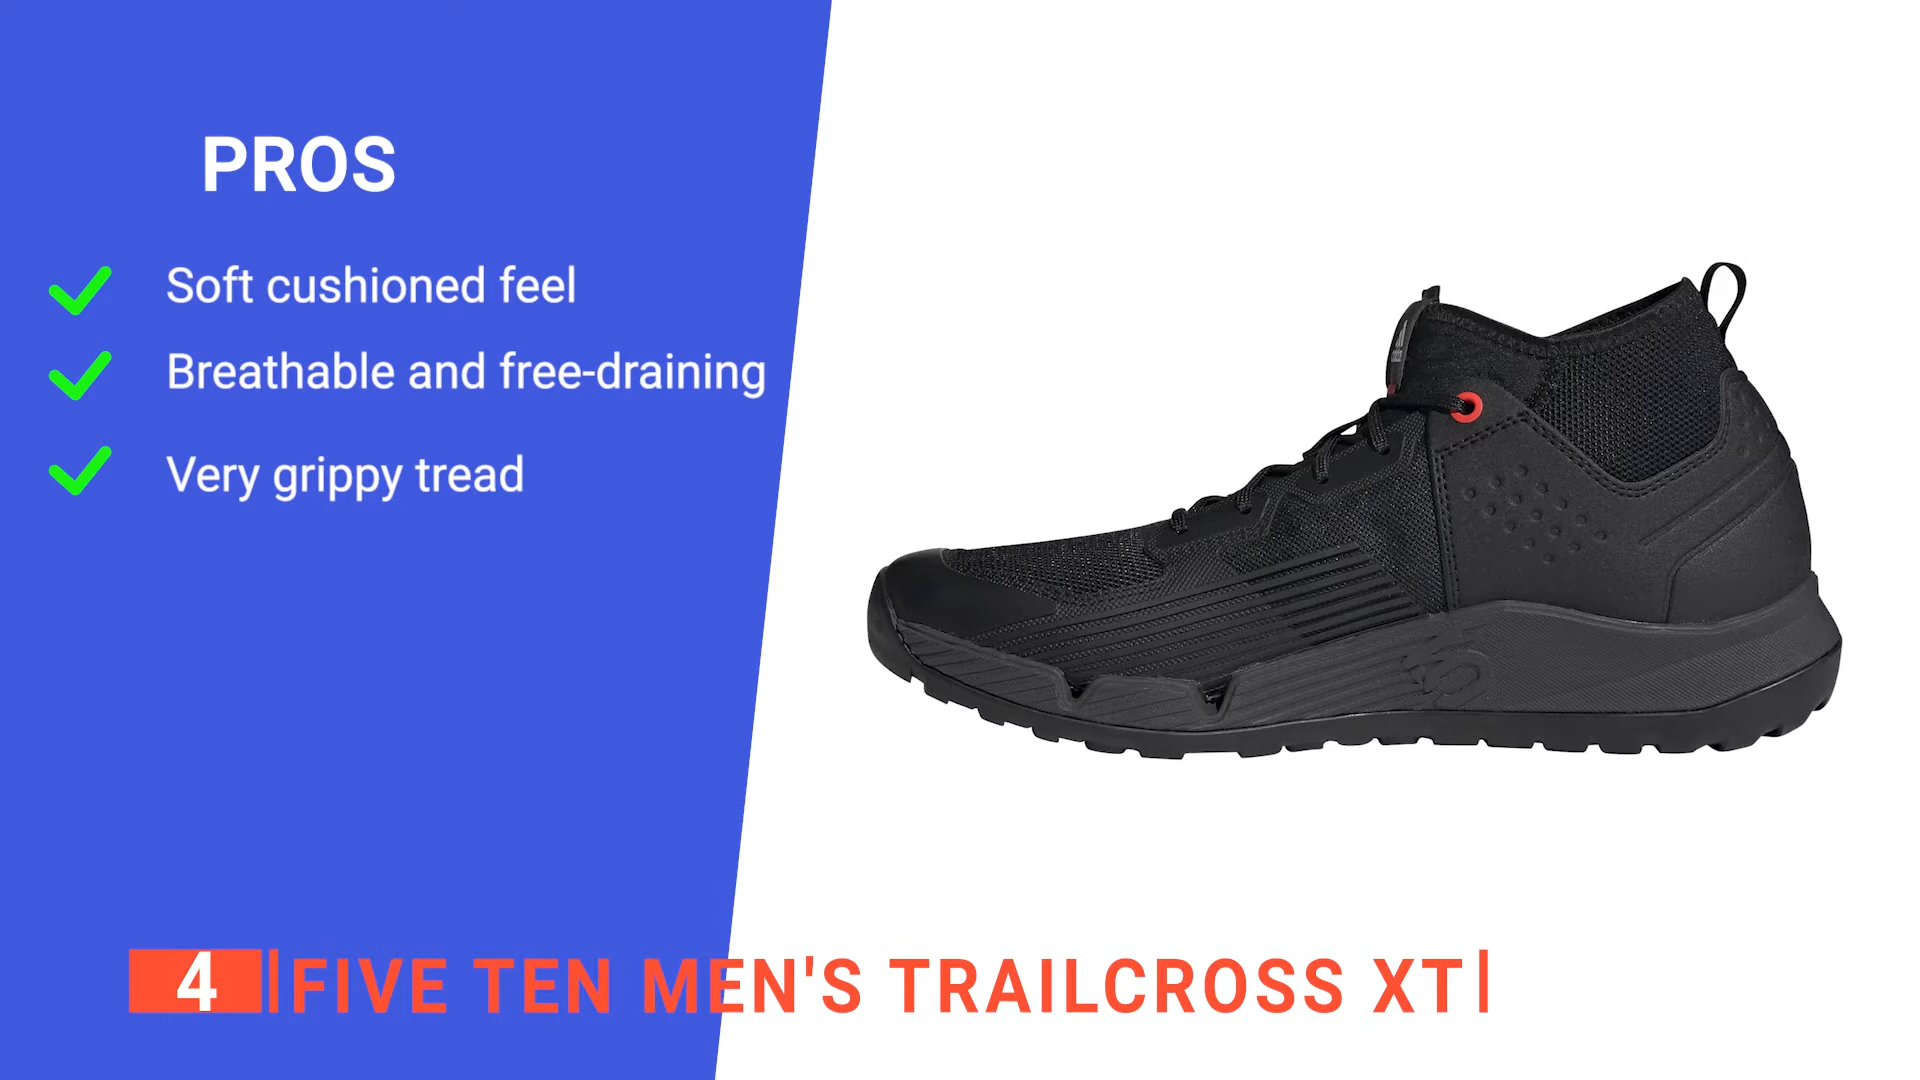 PROS
Soft cushioned feel
Breathable and free-draining
Very grippy tread
4 FIVE TEN MEN'S TRAILCROSS XT